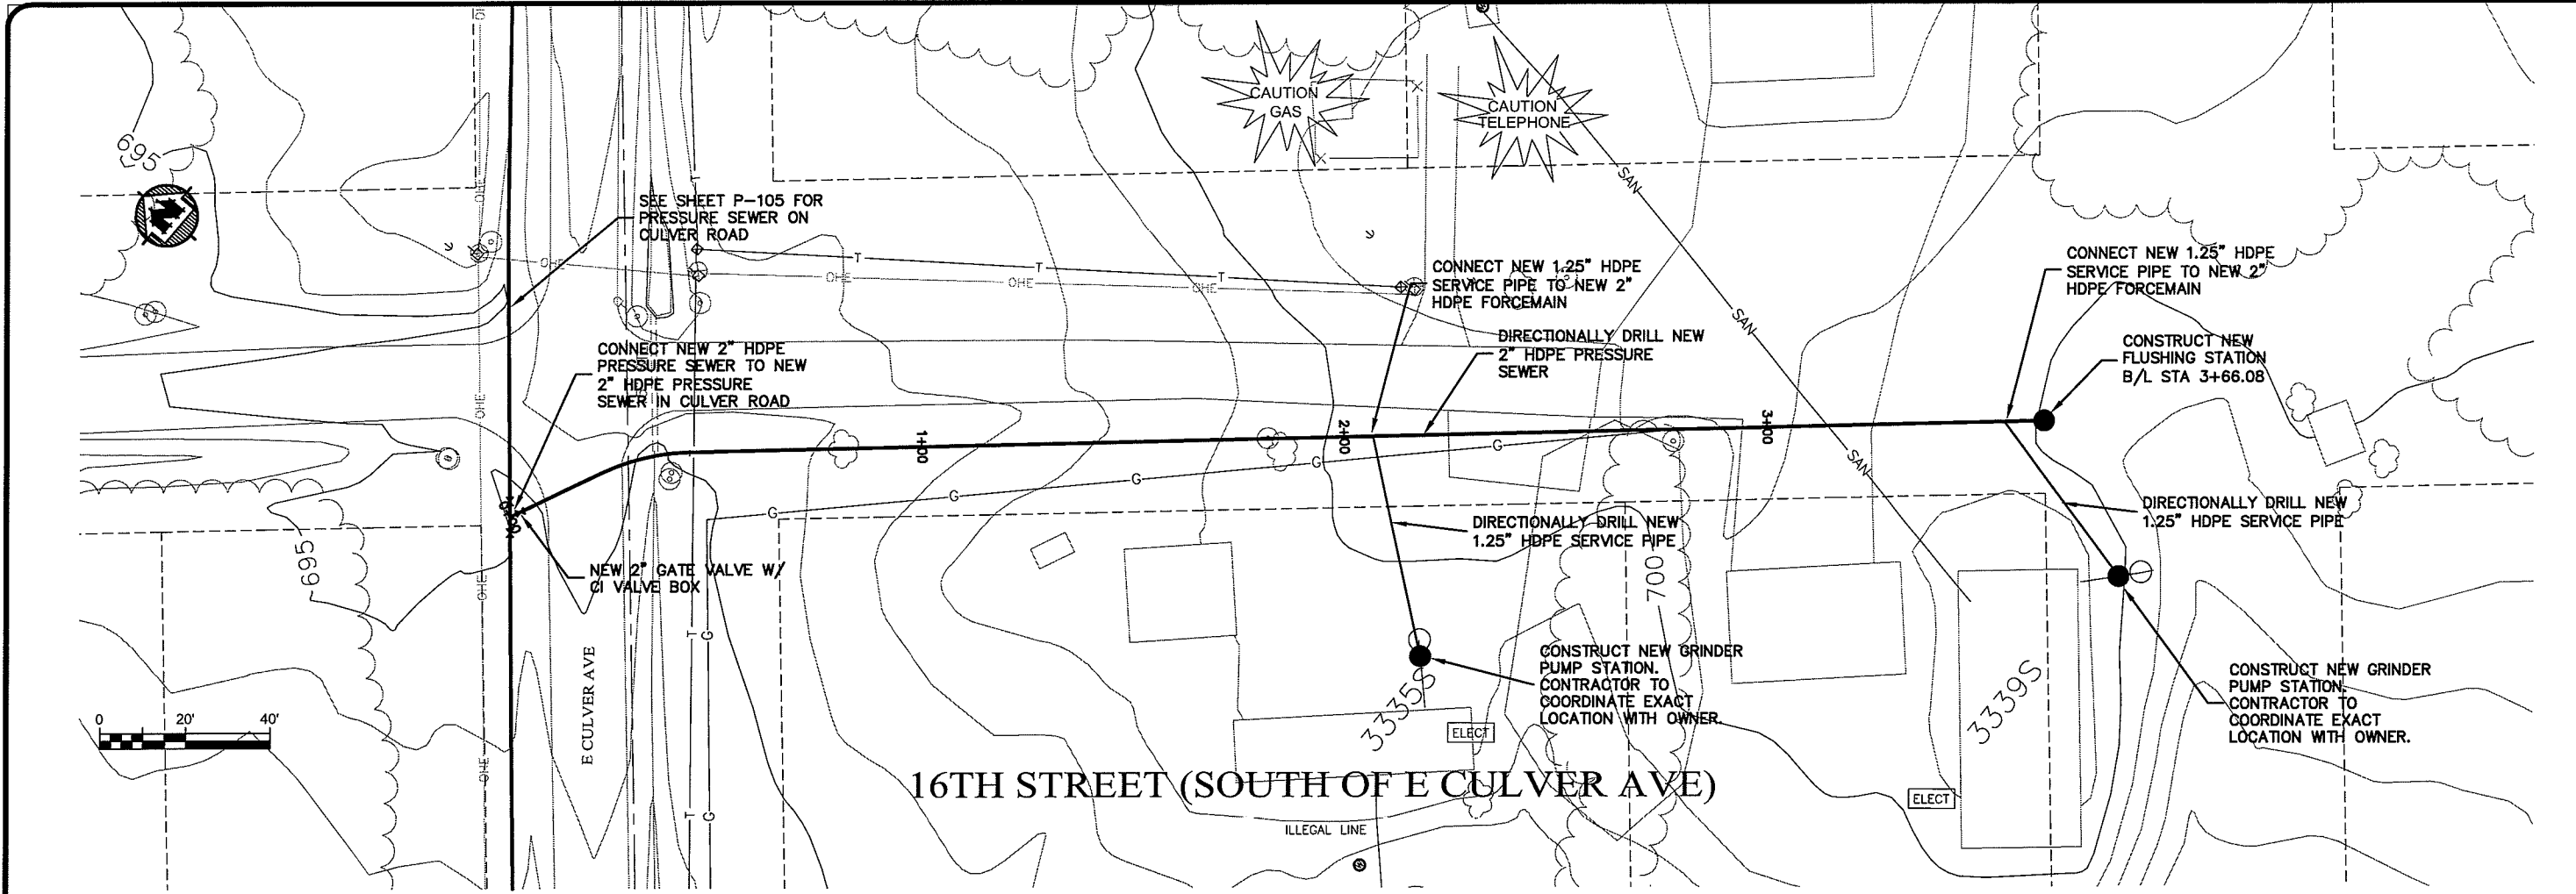 CAUTION
GAS
CAUTION
TELEPHONE
695
SAN
SEE SHEET P-105 FOR
PRESSURE SEWER ON
CULVER ROAD
OHE
OHE
T
T
T
OHE
OHE
OHE
CONNECT NEW 1.25" HDPE
SERVICE PIPE TO NEW 2"
HDPE FORCEMAIN
CONNECT NEW 1.25" HDPE
SERVICE PIPE TO NEW 2"
HDPE FORCEMAIN
SAN
DIRECTIONALLY DRILL NEW
2" HDPE PRESSURE
SEWER
CONSTRUCT NEW
FLUSHING STATION
B/L STA 3+66.08
CONNECT NEW 2" HDPE
PRESSURE SEWER TO NEW
2" HDPE PRESSURE
SEWER IN CULVER ROAD
OHE
1+00
2+00
3+00
SAN
G
G
G
G
G
DIRECTIONALLY DRILL NEW
1.25" HDPE SERVICE PIPE
DIRECTIONALLY DRILL NEW
1.25" HDPE SERVICE PIPE
695
NEW 2" GATE VALVE W/
CI VALVE BOX
OHE
700
E CULVER AVE
T
G
CONSTRUCT NEW GRINDER
PUMP STATION.
CONTRACTOR TO
COORDINATE EXACT
LOCATION WITH OWNER.
CONSTRUCT NEW GRINDER
PUMP STATION.
CONTRACTOR TO
COORDINATE EXACT
LOCATION WITH OWNER.
3335S
3339S
0 20' 40'
ELECT
ELECT
OHE
16TH STREET (SOUTH OF E CULVER AVE)
T
G
ILLEGAL LINE